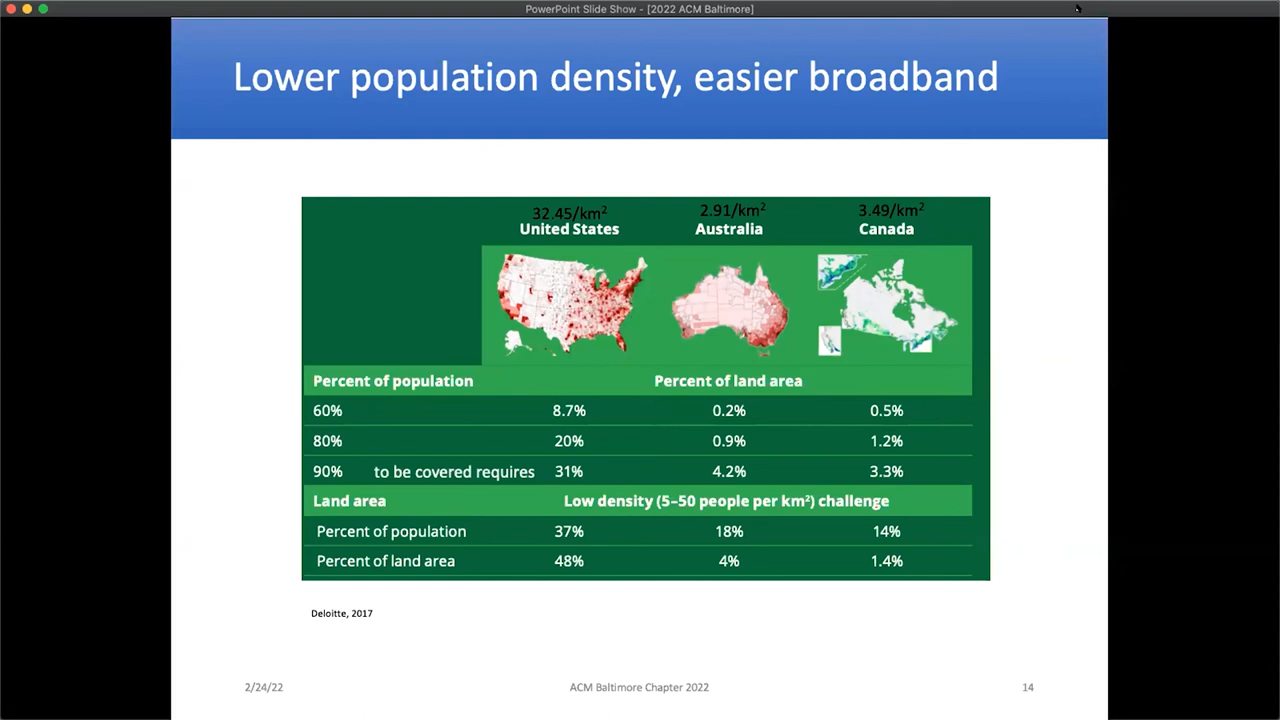 PowerPoint Slide Show - [2022 ACM Baltimore]
Lower population density, easier broadband
32.45/km² 2.91/km² 3.49/km²
United States Australia Canada
Percent of population Percent of land area
60% 8.7% 0.2% 0.5%
80% 20% 0.9% 1.2%
90% to be covered requires 31% 4.2% 3.3%
Land area Low density (5–50 people per km²) challenge
Percent of population 37% 18% 14%
Percent of land area 48% 4% 1.4%
Deloitte, 2017
2/24/22 ACM Baltimore Chapter 2022 14